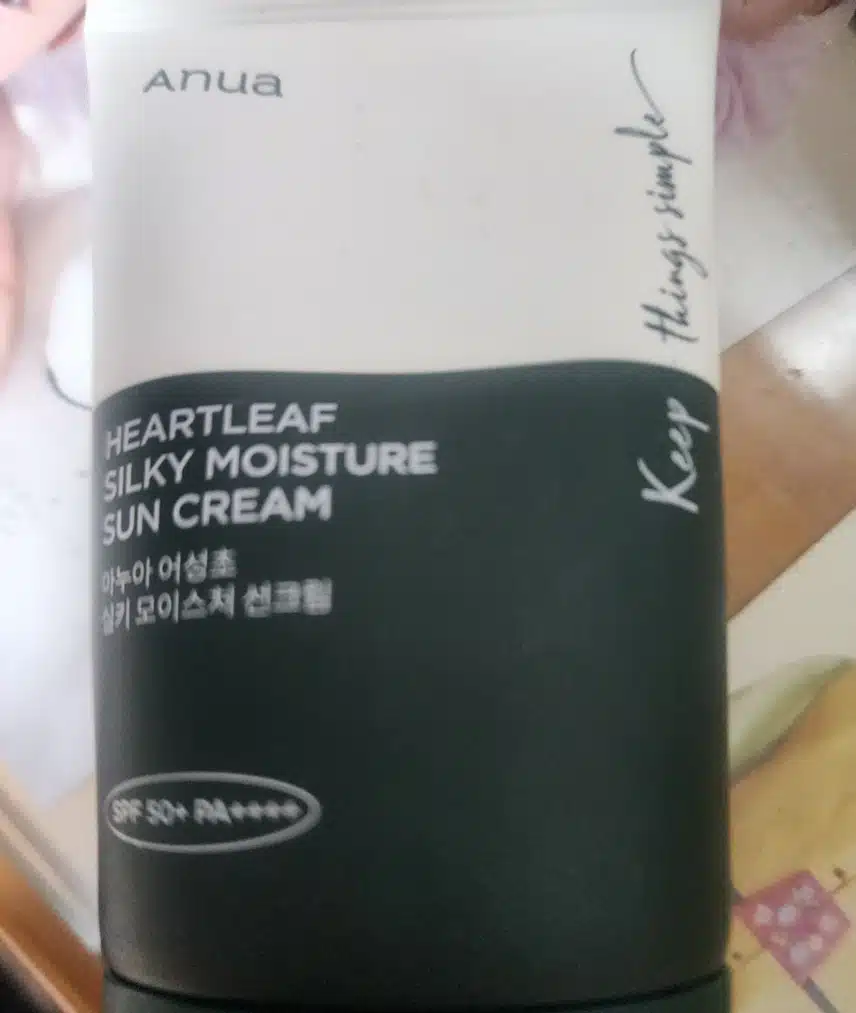 Anua
Keep things simple
HEARTLEAF
SILKY MOISTURE
SUN CREAM
아누아 어성초
실키 모이스처 선크림
SPF 50+ PA++++